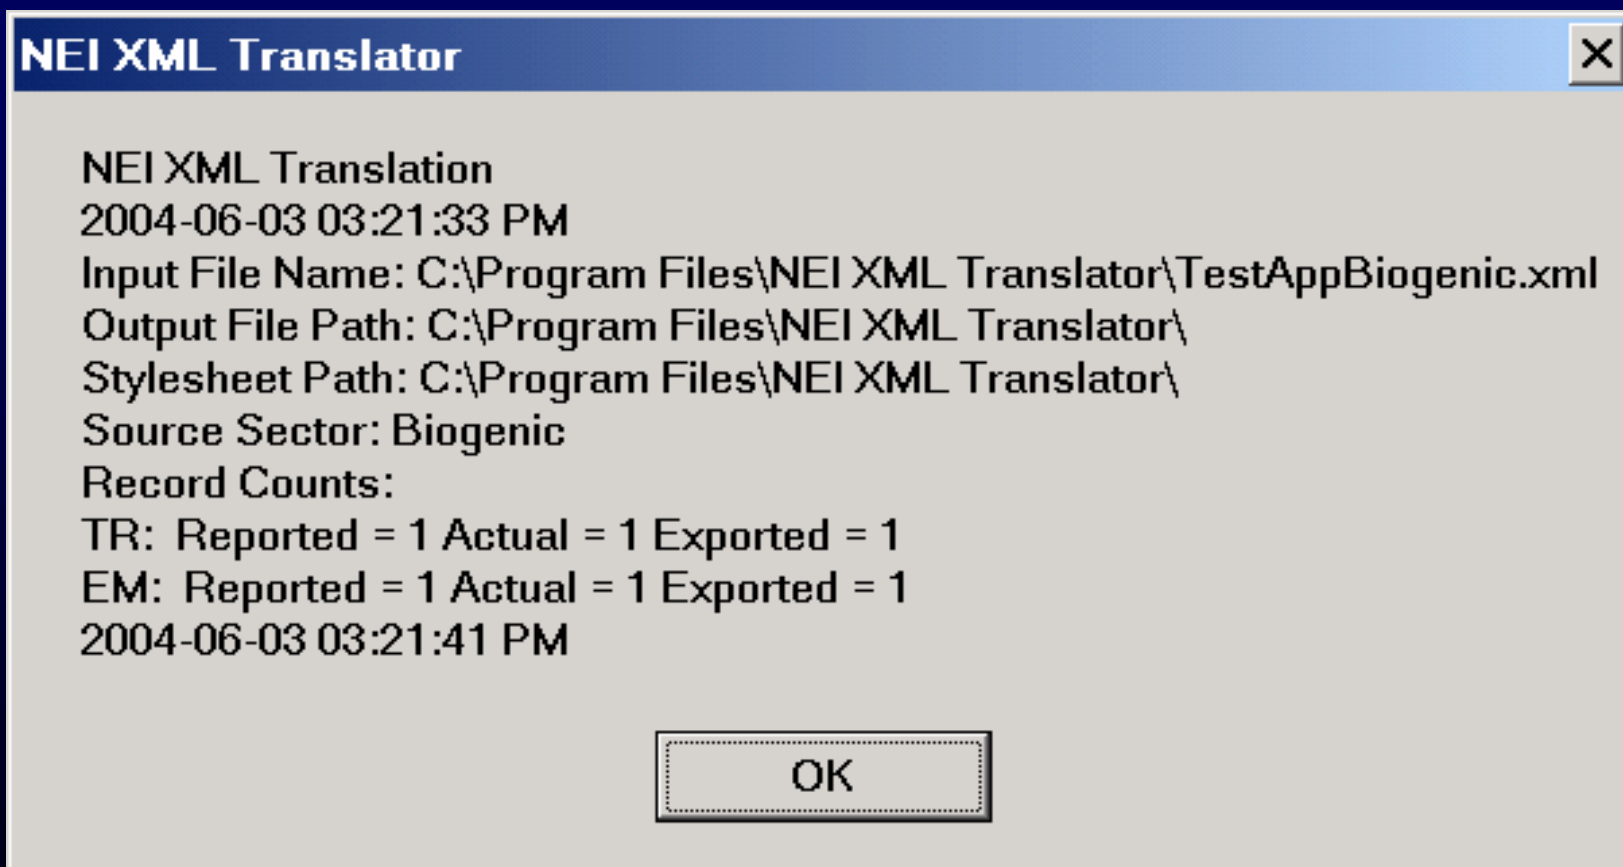 NEI XML Translator
NEI XML Translation
2004-06-03 03:21:33 PM
Input File Name: C:\Program Files\NEI XML Translator\TestAppBiogenic.xml
Output File Path: C:\Program Files\NEI XML Translator\
Stylesheet Path: C:\Program Files\NEI XML Translator\
Source Sector: Biogenic
Record Counts:
TR:  Reported = 1 Actual = 1 Exported = 1
EM:  Reported = 1 Actual = 1 Exported = 1
2004-06-03 03:21:41 PM
OK